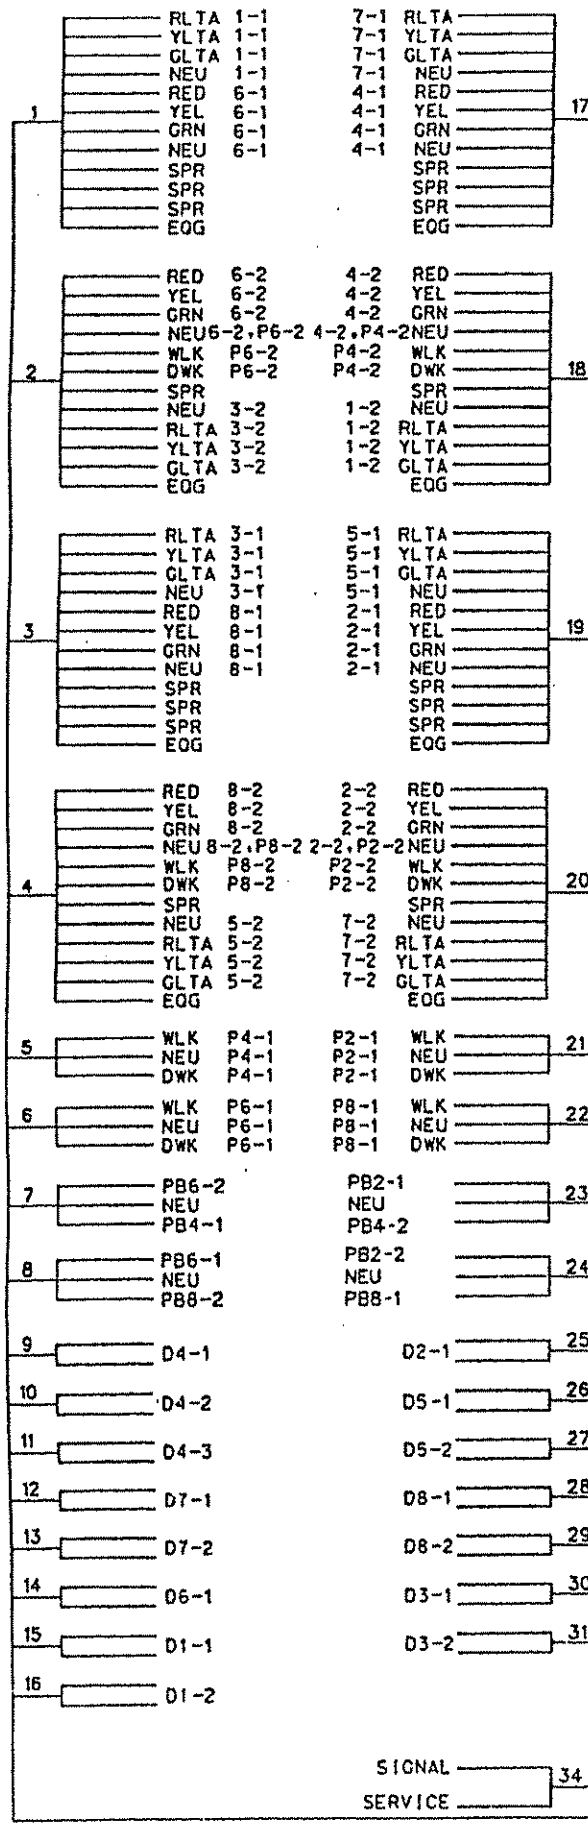 RLTA 1-1 7-1 RLTA
YLTA 1-1 7-1 YLTA
GLTA 1-1 7-1 GLTA
NEU 1-1 7-1 NEU
RED 6-1 4-1 RED
1 YEL 6-1 4-1 YEL 17
GRN 6-1 4-1 GRN
NEU 6-1 4-1 NEU
SPR SPR
SPR SPR
SPR SPR
EOG EOG
RED 6-2 4-2 RED
YEL 6-2 4-2 YEL
GRN 6-2 4-2 GRN
NEU 6-2,P6-2 4-2,P4-2 NEU
WLK P6-2 P4-2 WLK
2 DWK P6-2 P4-2 DWK 18
SPR SPR
NEU 3-2 1-2 NEU
RLTA 3-2 1-2 RLTA
YLTA 3-2 1-2 YLTA
GLTA 3-2 1-2 GLTA
EOG EOG
RLTA 3-1 5-1 RLTA
YLTA 3-1 5-1 YLTA
GLTA 3-1 5-1 GLTA
NEU 3-1 5-1 NEU
RED 8-1 2-1 RED
3 YEL 8-1 2-1 YEL 19
GRN 8-1 2-1 GRN
NEU 8-1 2-1 NEU
SPR SPR
SPR SPR
SPR SPR
EOG EOG
RED 8-2 2-2 RED
YEL 8-2 2-2 YEL
GRN 8-2 2-2 GRN
NEU 8-2,P8-2 2-2,P2-2 NEU
WLK P8-2 P2-2 WLK
4 DWK P8-2 P2-2 DWK 20
SPR SPR
NEU 5-2 7-2 NEU
RLTA 5-2 7-2 RLTA
YLTA 5-2 7-2 YLTA
GLTA 5-2 7-2 GLTA
EOG EOG
WLK P4-1 P2-1 WLK
5 NEU P4-1 P2-1 NEU 21
DWK P4-1 P2-1 DWK
WLK P6-1 P8-1 WLK
6 NEU P6-1 P8-1 NEU 22
DWK P6-1 P8-1 DWK
PB6-2 PB2-1
7 NEU NEU 23
PB4-1 PB4-2
PB6-1 PB2-2
8 NEU NEU 24
PB8-2 PB8-1
9 D4-1 D2-1 25
10 D4-2 D5-1 26
11 D4-3 D5-2 27
12 D7-1 D8-1 28
13 D7-2 D8-2 29
14 D6-1 D3-1 30
15 D1-1 D3-2 31
16 D1-2
SIGNAL
34
SERVICE